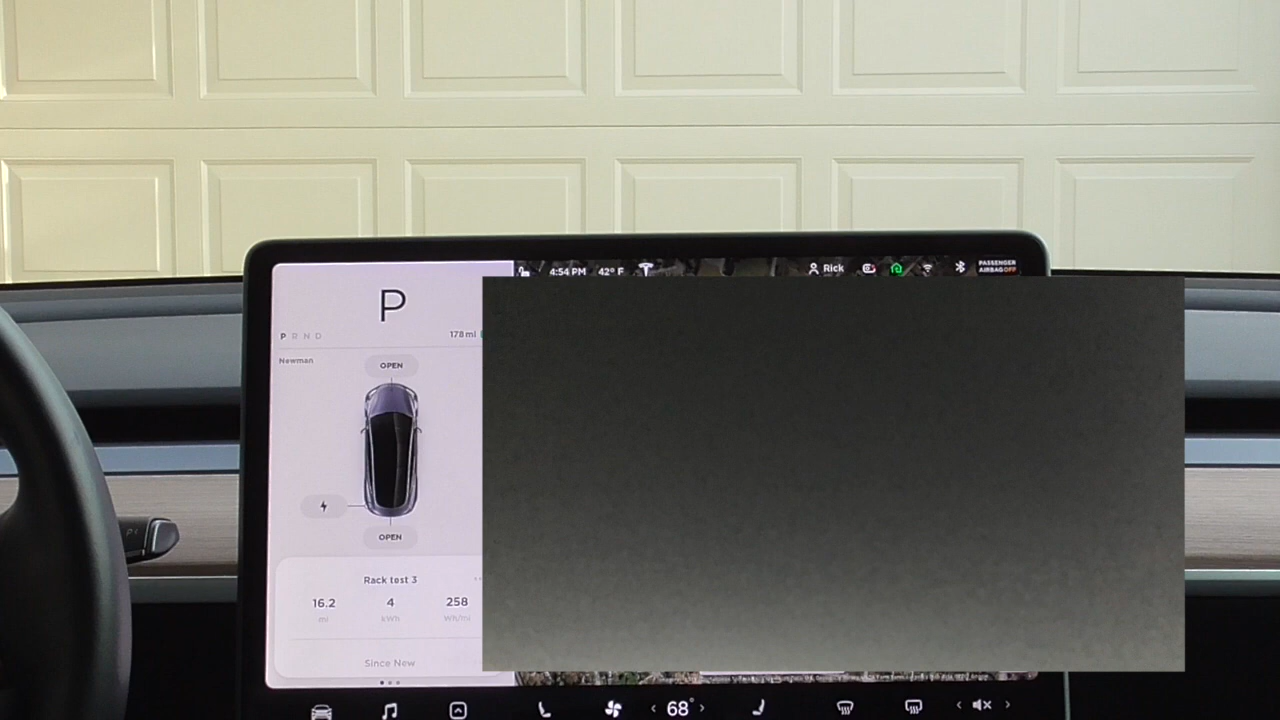 4:54 PM 42° F Rick PASSENGER
AIRBAG OFF
P
P R N D 178 mi
Newman
OPEN
OPEN
Rack test 3
16.2 4 258
mi kWh Wh/mi
Since New
< 68° > < >